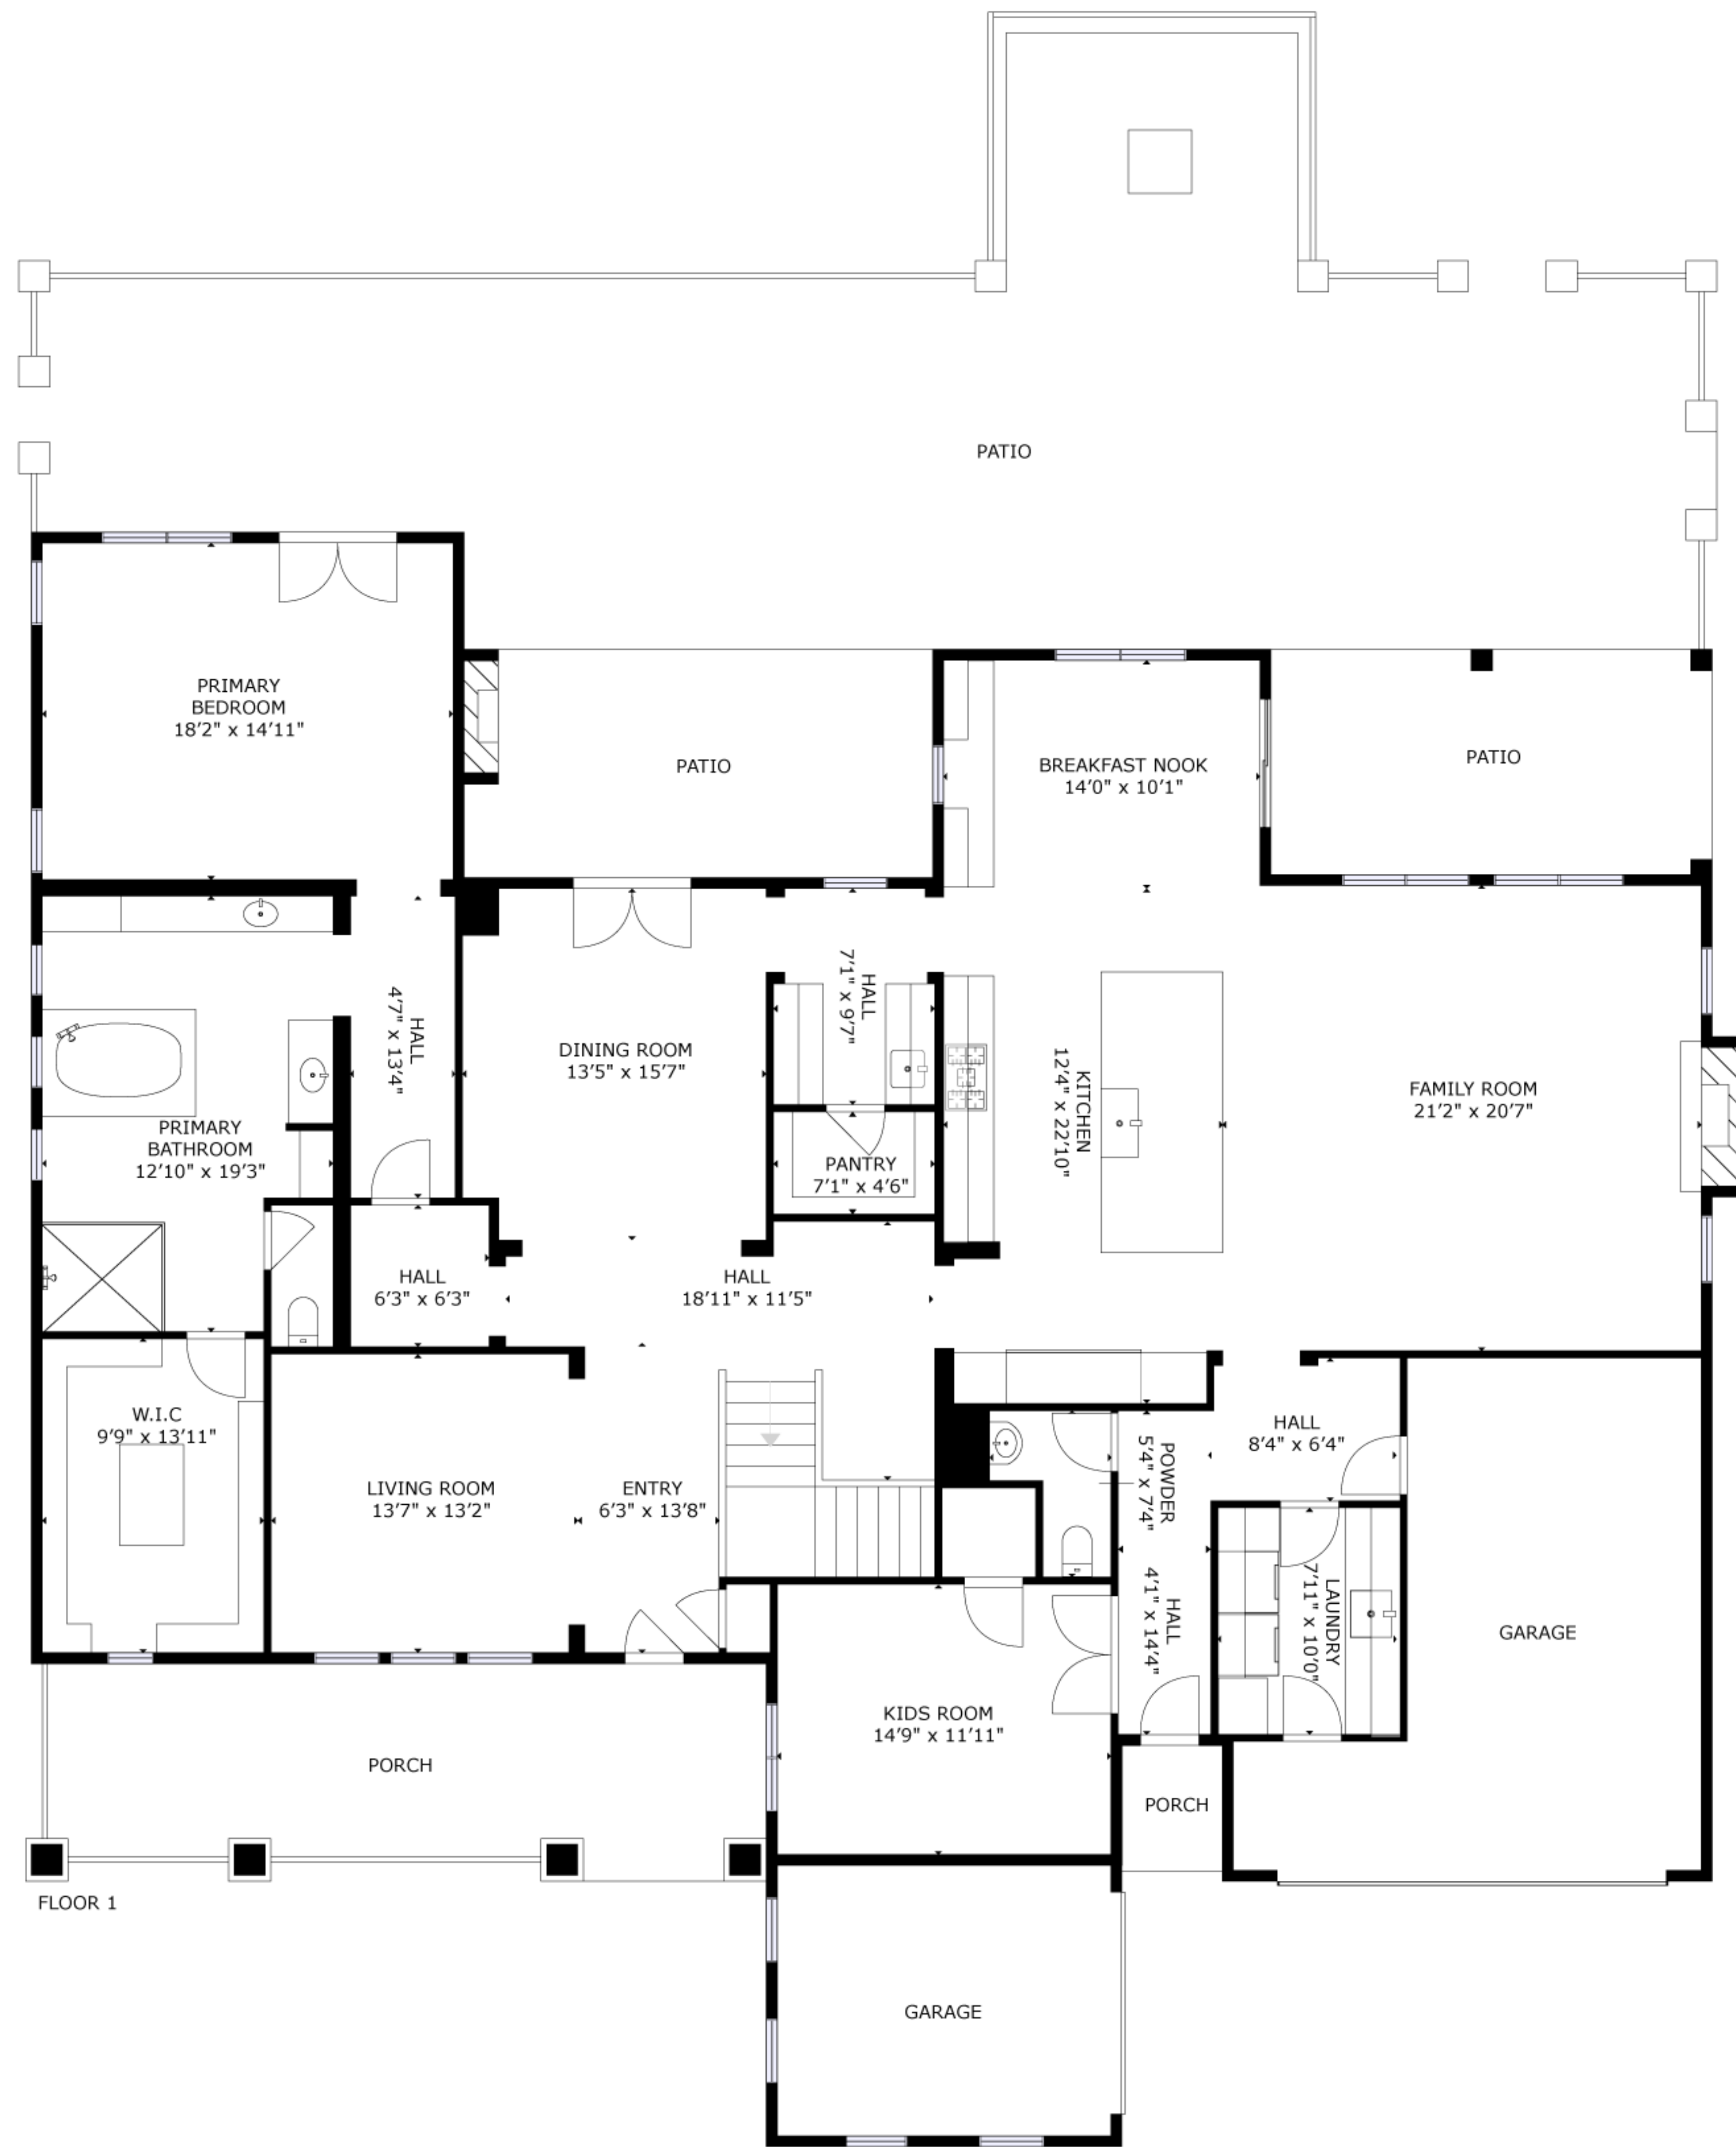 PATIO
PRIMARY
BEDROOM
18'2" x 14'11"
PATIO
BREAKFAST NOOK
14'0" x 10'1"
PATIO
HALL
4'7" x 13'4"
DINING ROOM
13'5" x 15'7"
HALL
7'1" x 9'7"
KITCHEN
12'4" x 22'10"
FAMILY ROOM
21'2" x 20'7"
PRIMARY
BATHROOM
12'10" x 19'3"
PANTRY
7'1" x 4'6"
HALL
6'3" x 6'3"
HALL
18'11" x 11'5"
W.I.C
9'9" x 13'11"
LIVING ROOM
13'7" x 13'2"
ENTRY
6'3" x 13'8"
POWDER
5'4" x 7'4"
HALL
8'4" x 6'4"
HALL
4'1" x 14'4"
LAUNDRY
7'11" x 10'0"
GARAGE
KIDS ROOM
14'9" x 11'11"
PORCH
PORCH
FLOOR 1
GARAGE